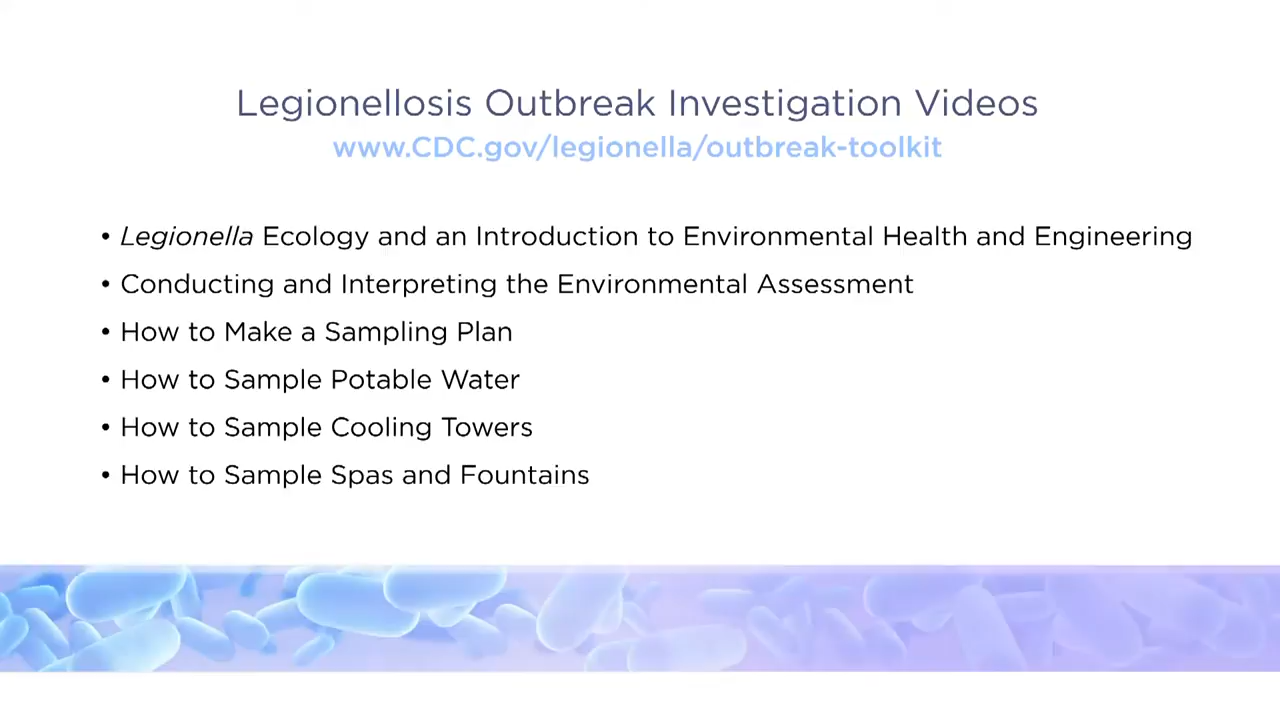 Legionellosis Outbreak Investigation Videos
www.CDC.gov/legionella/outbreak-toolkit
• Legionella Ecology and an Introduction to Environmental Health and Engineering
• Conducting and Interpreting the Environmental Assessment
• How to Make a Sampling Plan
• How to Sample Potable Water
• How to Sample Cooling Towers
• How to Sample Spas and Fountains